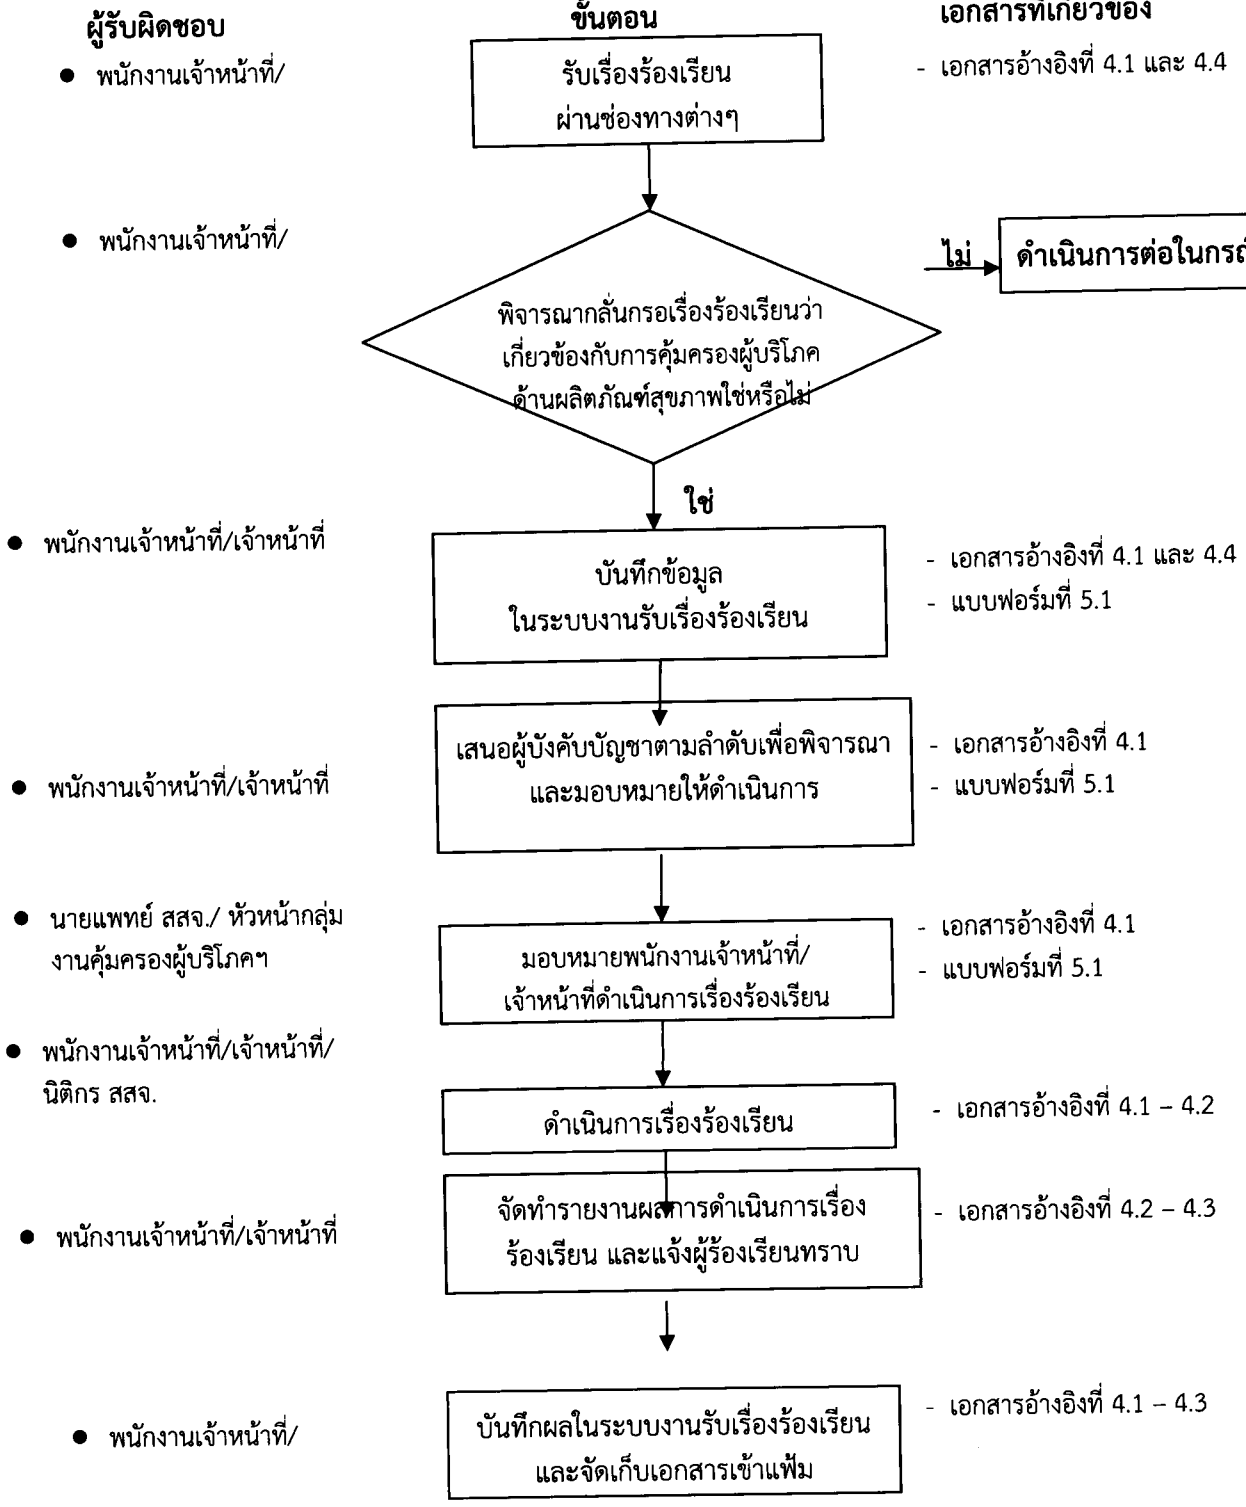 ผู้รับผิดชอบ
ขั้นตอน
เอกสารที่เกี่ยวข้อง
● พนักงานเจ้าหน้าที่/
รับเรื่องร้องเรียน
ผ่านช่องทางต่างๆ
- เอกสารอ้างอิงที่ 4.1 และ 4.4
● พนักงานเจ้าหน้าที่/
พิจารณากลั่นกรอเรื่องร้องเรียนว่า
เกี่ยวข้องกับการคุ้มครองผู้บริโภค
ด้านผลิตภัณฑ์สุขภาพใช่หรือไม่
ไม่
ดำเนินการต่อในกรณี
ใช่
● พนักงานเจ้าหน้าที่/เจ้าหน้าที่
บันทึกข้อมูล
ในระบบงานรับเรื่องร้องเรียน
- เอกสารอ้างอิงที่ 4.1 และ 4.4
- แบบฟอร์มที่ 5.1
● พนักงานเจ้าหน้าที่/เจ้าหน้าที่
เสนอผู้บังคับบัญชาตามลำดับเพื่อพิจารณา
และมอบหมายให้ดำเนินการ
- เอกสารอ้างอิงที่ 4.1
- แบบฟอร์มที่ 5.1
● นายแพทย์ สสจ./ หัวหน้ากลุ่ม
งานคุ้มครองผู้บริโภคฯ
มอบหมายพนักงานเจ้าหน้าที่/
เจ้าหน้าที่ดำเนินการเรื่องร้องเรียน
- เอกสารอ้างอิงที่ 4.1
- แบบฟอร์มที่ 5.1
● พนักงานเจ้าหน้าที่/เจ้าหน้าที่/
นิติกร สสจ.
ดำเนินการเรื่องร้องเรียน
- เอกสารอ้างอิงที่ 4.1 – 4.2
● พนักงานเจ้าหน้าที่/เจ้าหน้าที่
จัดทำรายงานผลการดำเนินการเรื่อง
ร้องเรียน และแจ้งผู้ร้องเรียนทราบ
- เอกสารอ้างอิงที่ 4.2 – 4.3
● พนักงานเจ้าหน้าที่/
บันทึกผลในระบบงานรับเรื่องร้องเรียน
และจัดเก็บเอกสารเข้าแฟ้ม
- เอกสารอ้างอิงที่ 4.1 – 4.3